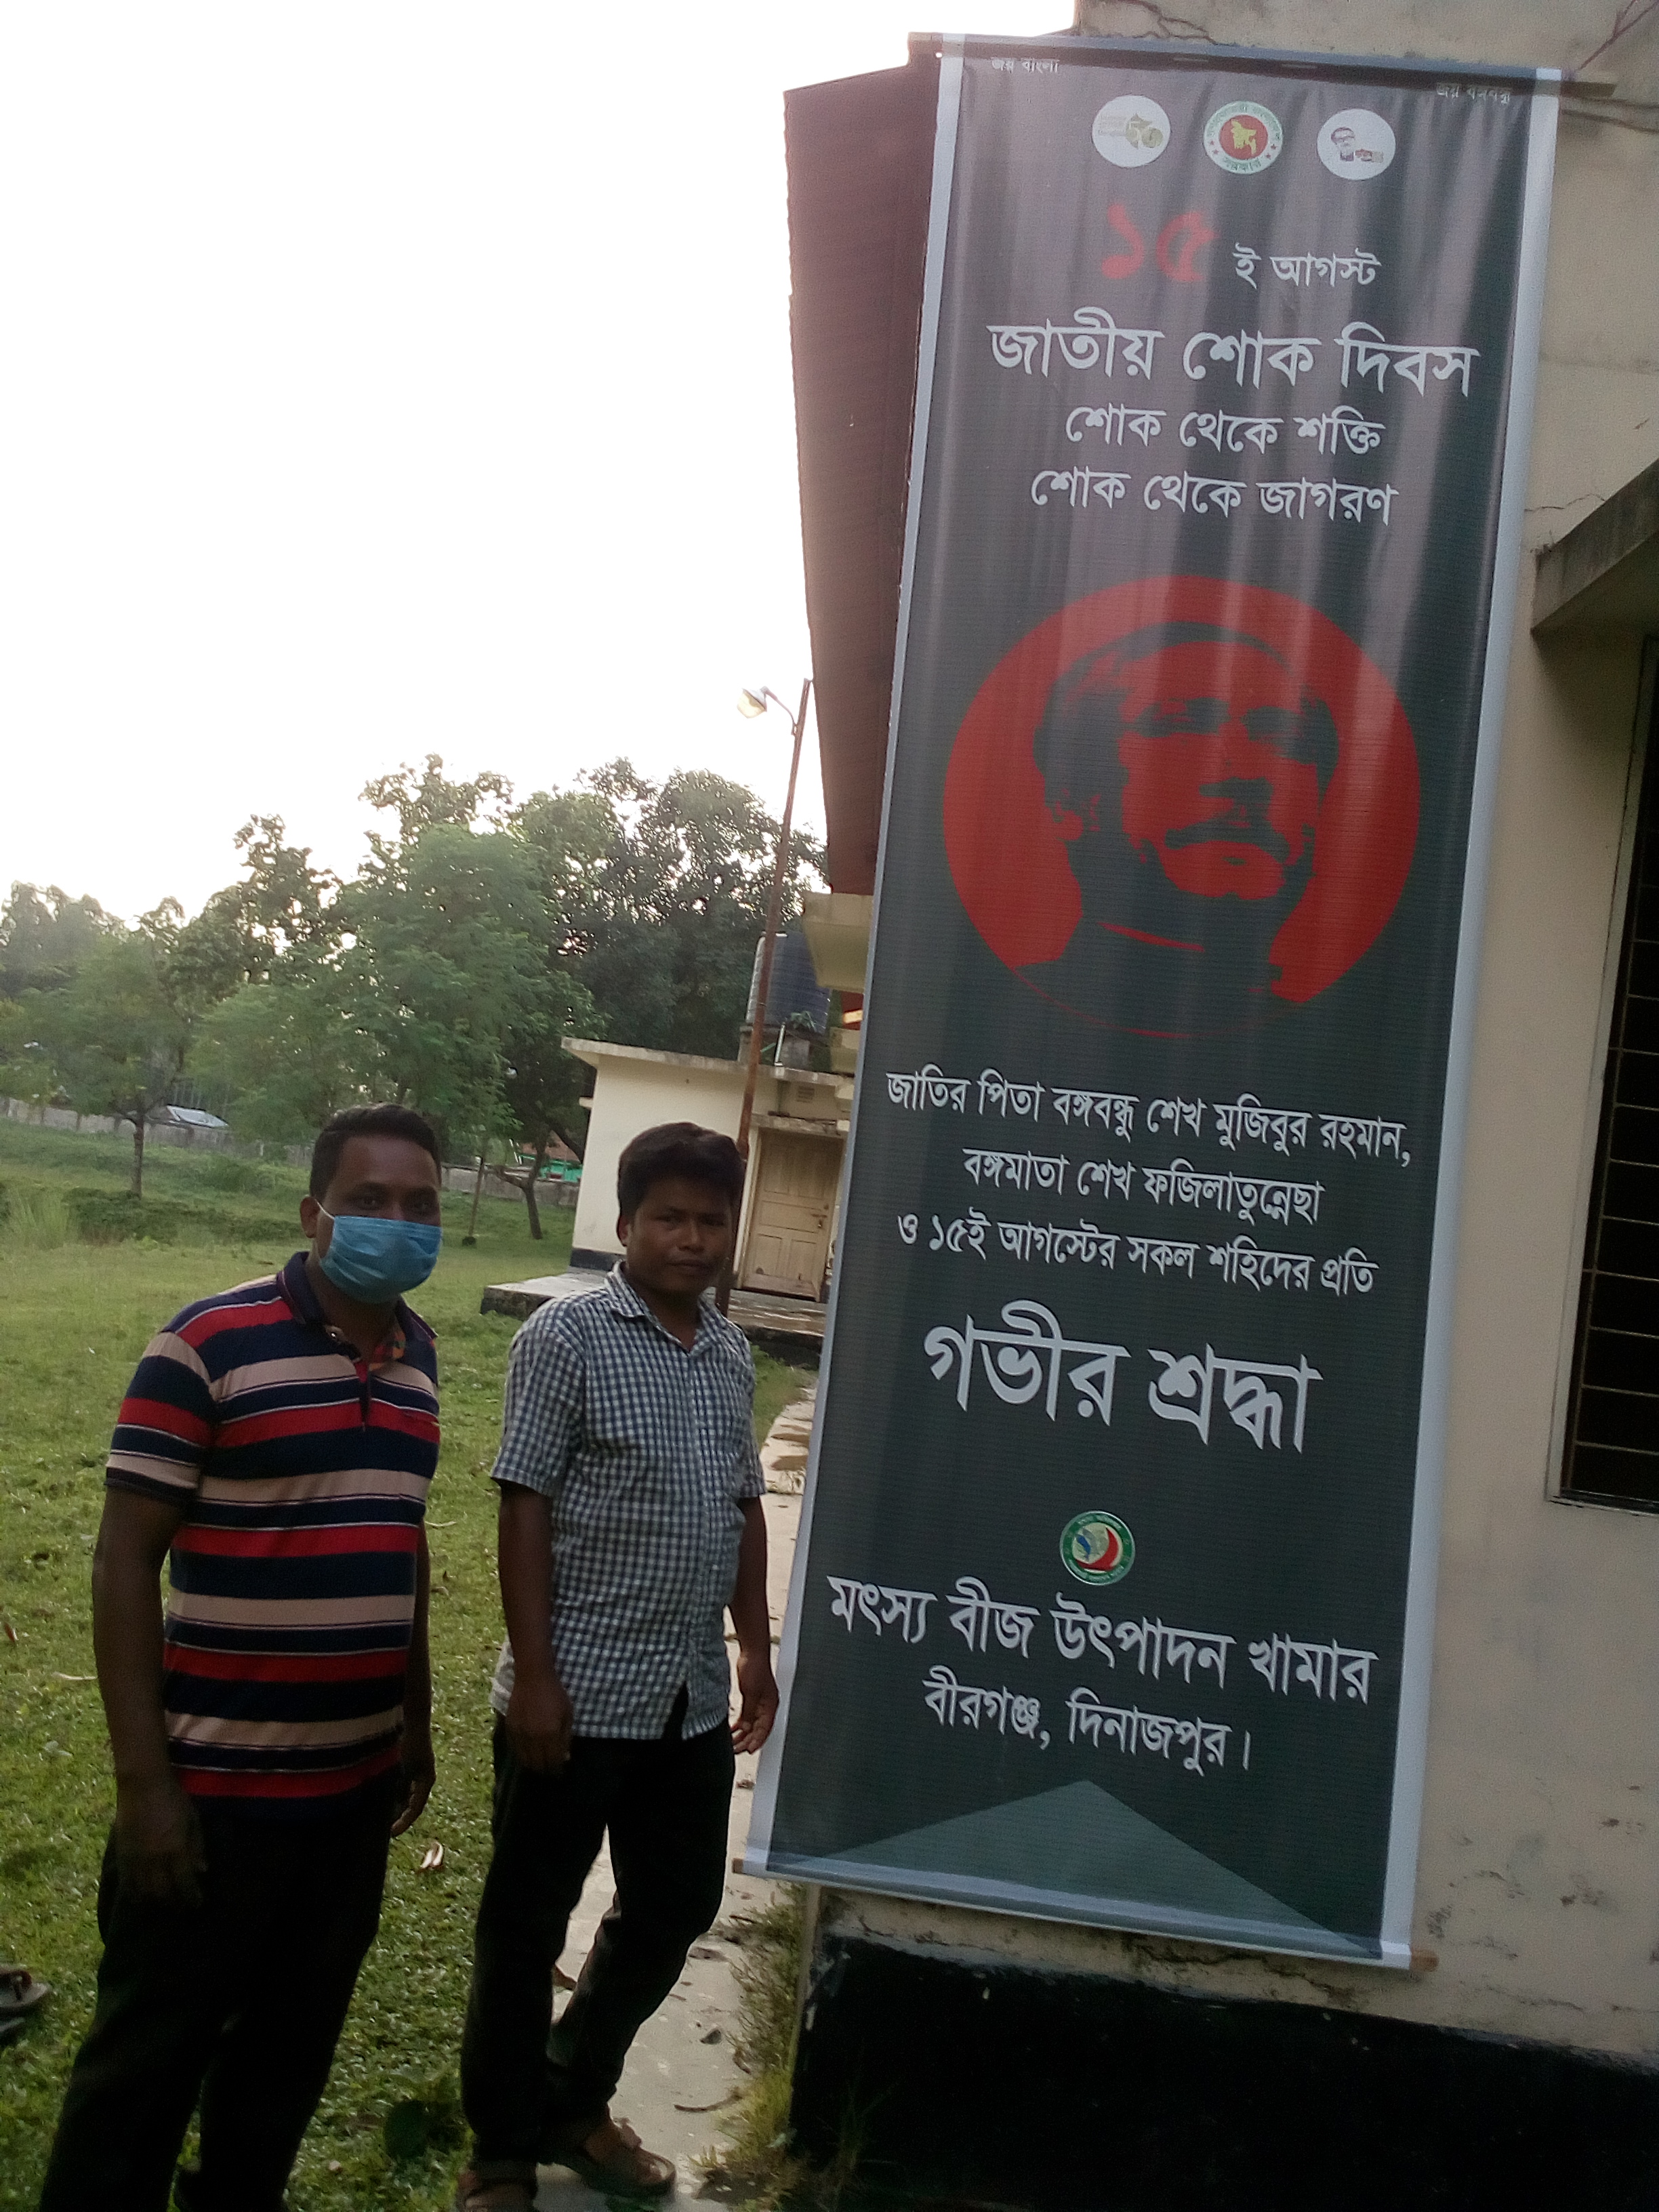 জয় বাংলা
জয় বঙ্গবন্ধু
১৫ ই আগস্ট
জাতীয় শোক দিবস
শোক থেকে শক্তি
শোক থেকে জাগরণ
জাতির পিতা বঙ্গবন্ধু শেখ মুজিবুর রহমান,
বঙ্গমাতা শেখ ফজিলাতুন্নেছা
ও ১৫ই আগস্টের সকল শহিদের প্রতি
গভীর শ্রদ্ধা
মৎস্য বীজ উৎপাদন খামার
বীরগঞ্জ, দিনাজপুর।